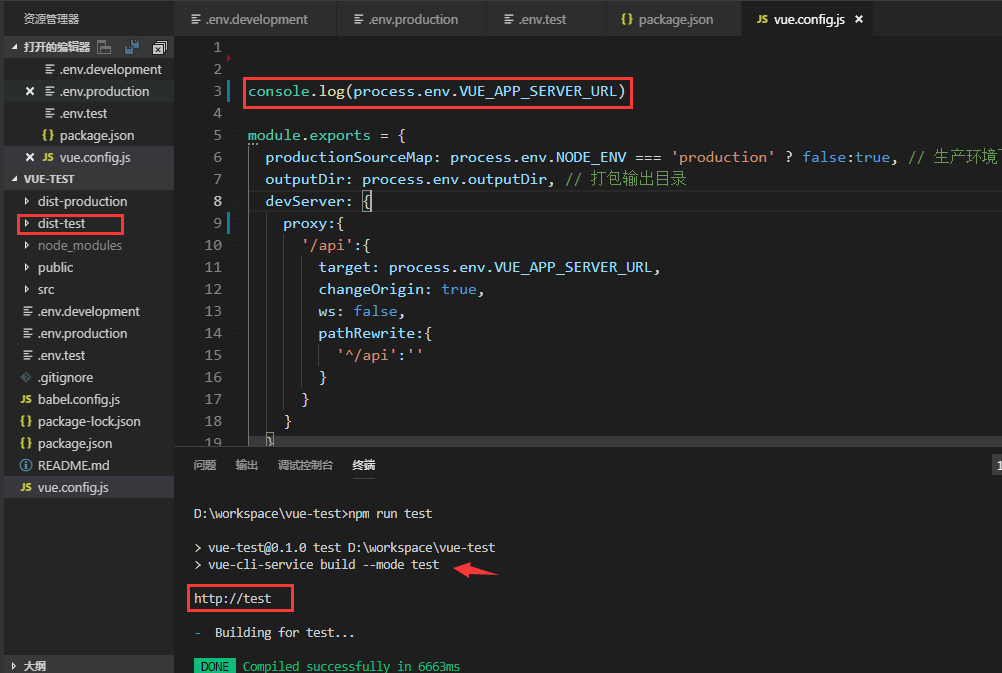 资源管理器
.env.development
.env.production
.env.test
{} package.json
JS vue.config.js ×
打开的编辑器
.env.development
× .env.production
.env.test
{} package.json
× JS vue.config.js
VUE-TEST
dist-production
dist-test
node_modules
public
src
.env.development
.env.production
.env.test
.gitignore
JS babel.config.js
{} package-lock.json
{} package.json
README.md
JS vue.config.js
大纲
1
2
3 console.log(process.env.VUE_APP_SERVER_URL)
4
5 module.exports = {
6 productionSourceMap: process.env.NODE_ENV === 'production' ? false:true, // 生产环境
7 outputDir: process.env.outputDir, // 打包输出目录
8 devServer: {
9 proxy:{
10 '/api':{
11 target: process.env.VUE_APP_SERVER_URL,
12 changeOrigin: true,
13 ws: false,
14 pathRewrite:{
15 '^/api':''
16 }
17 }
18 }
19 }
问题 输出 调试控制台 终端
1
D:\workspace\vue-test>npm run test
> vue-test@0.1.0 test D:\workspace\vue-test
> vue-cli-service build --mode test
http://test
- Building for test...
DONE Compiled successfully in 6663ms